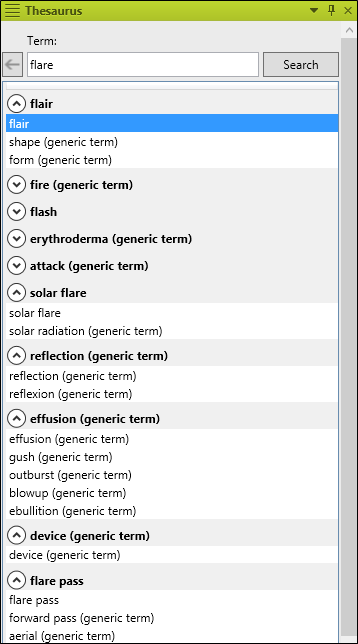 Thesaurus
Term:
flare
Search
flair
flair
shape (generic term)
form (generic term)
fire (generic term)
flash
erythroderma (generic term)
attack (generic term)
solar flare
solar flare
solar radiation (generic term)
reflection (generic term)
reflection (generic term)
reflexion (generic term)
effusion (generic term)
effusion (generic term)
gush (generic term)
outburst (generic term)
blowup (generic term)
ebullition (generic term)
device (generic term)
device (generic term)
flare pass
flare pass
forward pass (generic term)
aerial (generic term)